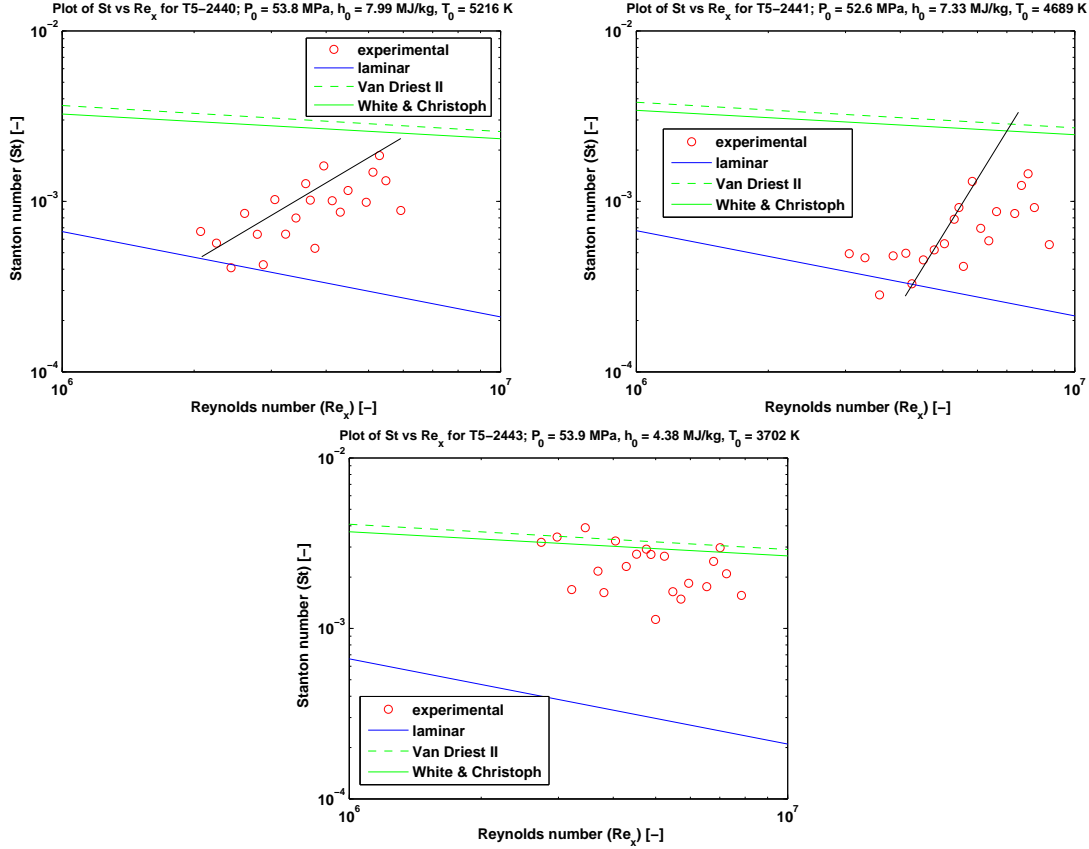 Plot of St vs Re_x for T5−2440; P_0 = 53.8 MPa, h_0 = 7.99 MJ/kg, T_0 = 5216 K
10^−2
10^−3
10^−4
Stanton number (St) [−]
experimental
laminar
Van Driest II
White & Christoph
10^6
10^7
Reynolds number (Re_x) [−]
Plot of St vs Re_x for T5−2441; P_0 = 52.6 MPa, h_0 = 7.33 MJ/kg, T_0 = 4689 K
10^−2
10^−3
10^−4
Stanton number (St) [−]
experimental
laminar
Van Driest II
White & Christoph
10^6
10^7
Reynolds number (Re_x) [−]
Plot of St vs Re_x for T5−2443; P_0 = 53.9 MPa, h_0 = 4.38 MJ/kg, T_0 = 3702 K
10^−2
10^−3
10^−4
Stanton number (St) [−]
experimental
laminar
Van Driest II
White & Christoph
10^6
10^7
Reynolds number (Re_x) [−]